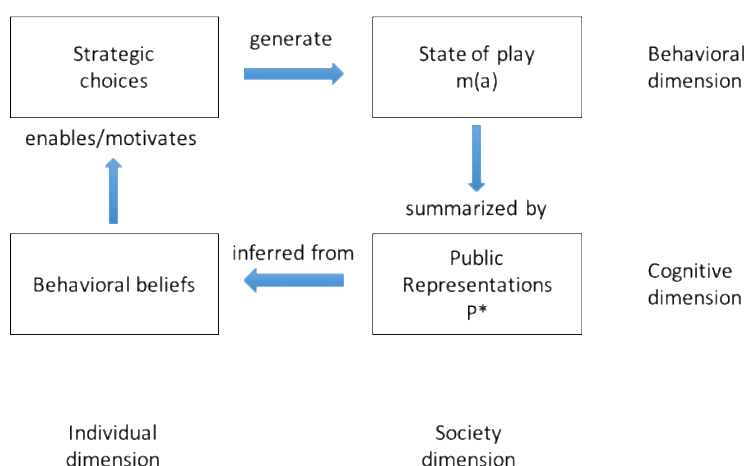 Strategic
choices
generate
State of play
m(a)
Behavioral
dimension
enables/motivates
summarized by
Behavioral beliefs
inferred from
Public
Representations
P*
Cognitive
dimension
Individual
dimension
Society
dimension